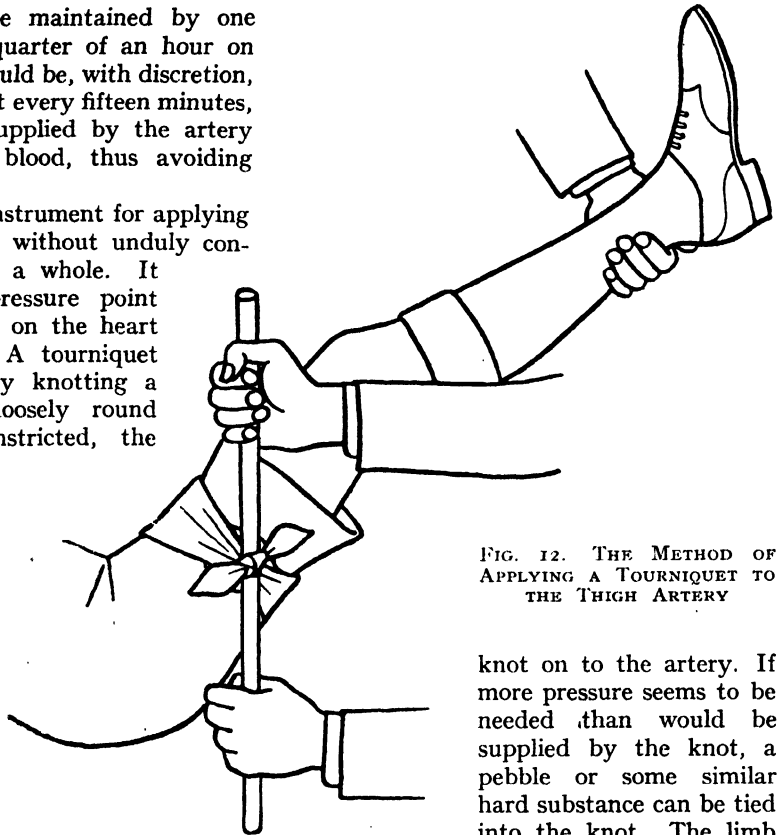 e maintained by one
quarter of an hour on
uld be, with discretion,
t every fifteen minutes,
upplied by the artery
blood, thus avoiding
nstrument for applying
without unduly con-
a whole. It
ressure point
on the heart
A tourniquet
y knotting a
oosely round
nstricted, the
FIG. 12. THE METHOD OF
APPLYING A TOURNIQUET TO
THE THIGH ARTERY
knot on to the artery. If
more pressure seems to be
needed than would be
supplied by the knot, a
pebble or some similar
hard substance can be tied
into the knot. The limb